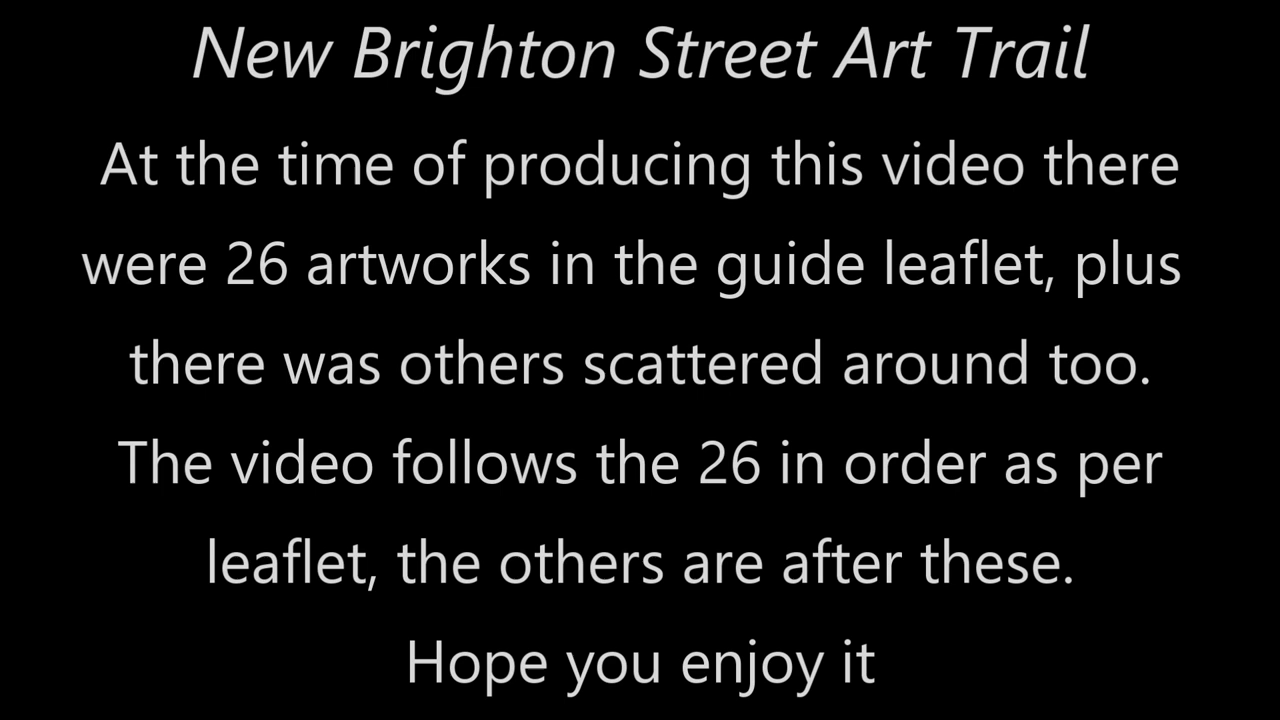 New Brighton Street Art Trail
At the time of producing this video there
were 26 artworks in the guide leaflet, plus
there was others scattered around too.
The video follows the 26 in order as per
leaflet, the others are after these.
Hope you enjoy it